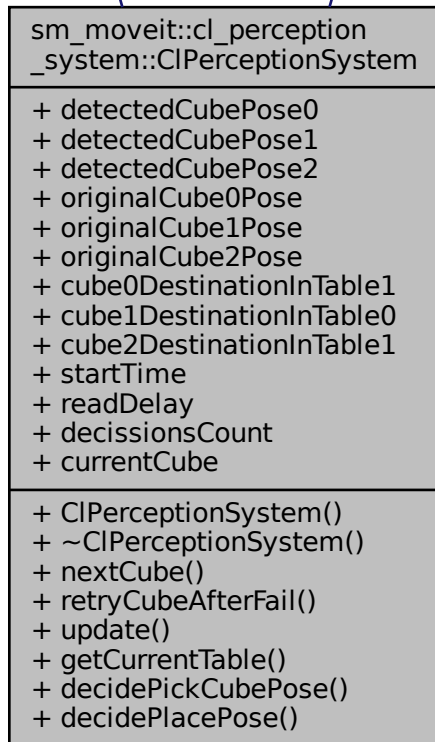 sm_moveit::cl_perception
_system::ClPerceptionSystem
+ detectedCubePose0
+ detectedCubePose1
+ detectedCubePose2
+ originalCube0Pose
+ originalCube1Pose
+ originalCube2Pose
+ cube0DestinationInTable1
+ cube1DestinationInTable0
+ cube2DestinationInTable1
+ startTime
+ readDelay
+ decissionsCount
+ currentCube
+ ClPerceptionSystem()
+ ~ClPerceptionSystem()
+ nextCube()
+ retryCubeAfterFail()
+ update()
+ getCurrentTable()
+ decidePickCubePose()
+ decidePlacePose()